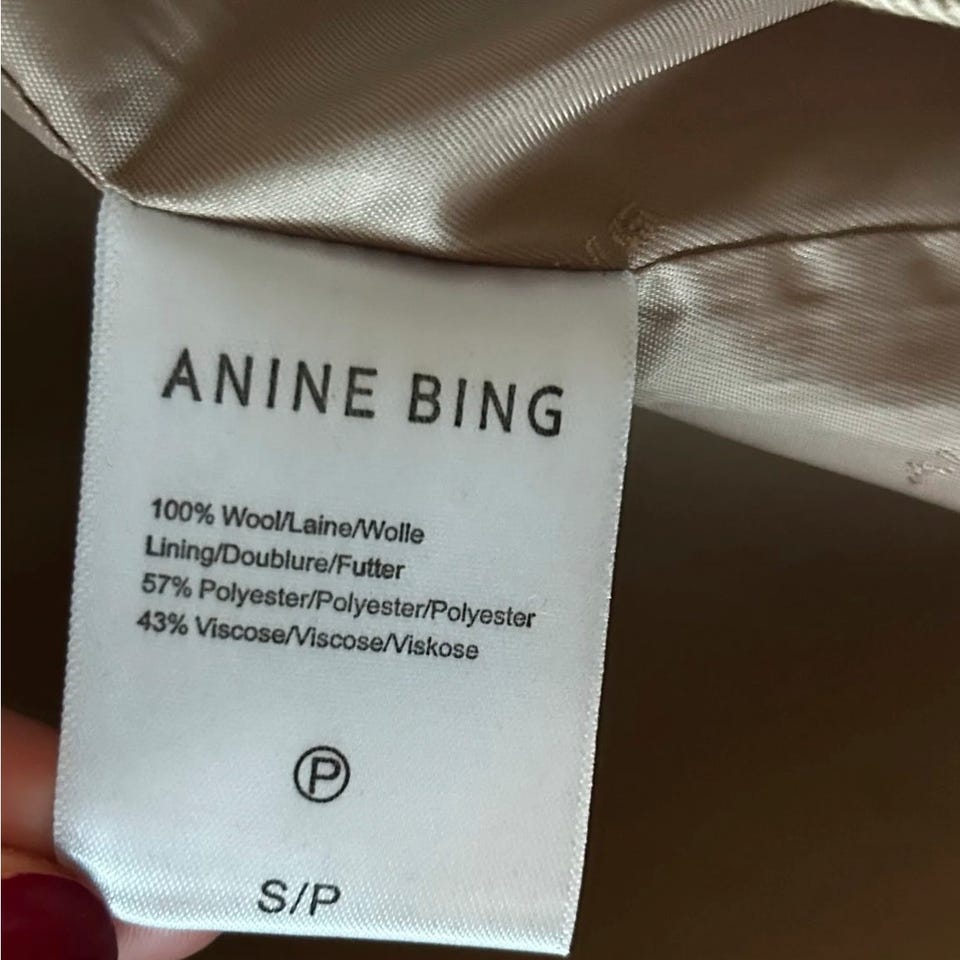 ANINE BING
100% Wool/Laine/Wolle
Lining/Doublure/Futter
57% Polyester/Polyester/Polyester
43% Viscose/Viscose/Viskose
P
S/P